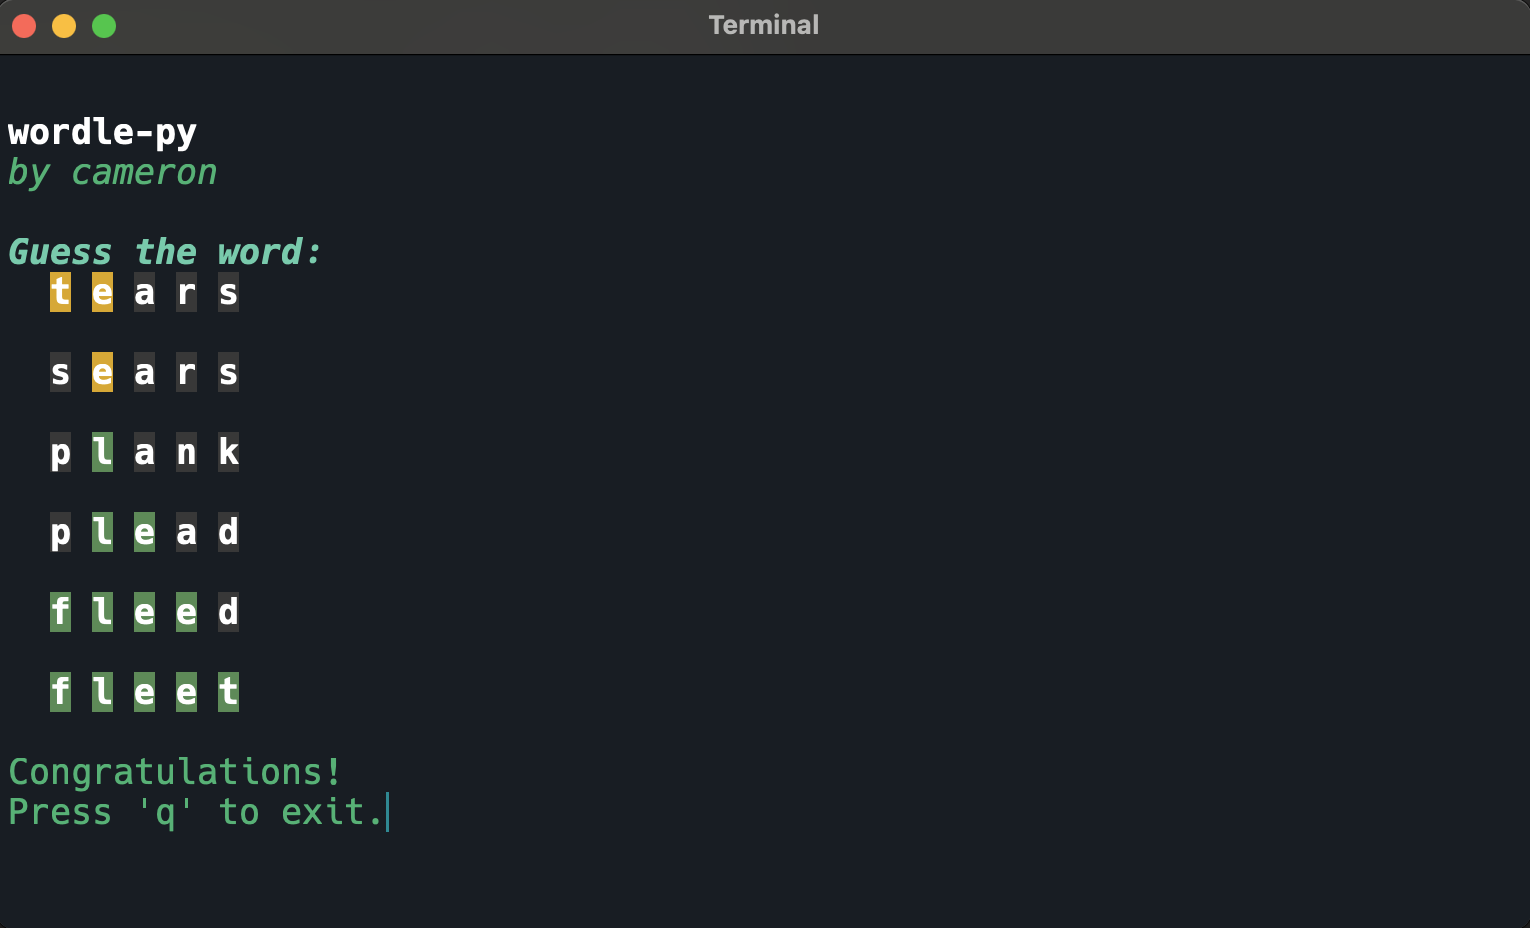 Terminal
wordle-py
by cameron
Guess the word:
t e a r s
s e a r s
p l a n k
p l e a d
f l e e d
f l e e t
Congratulations!
Press 'q' to exit.